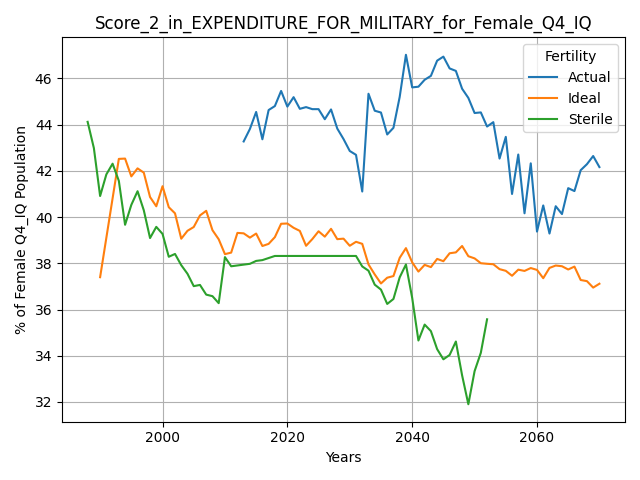 Score_2_in_EXPENDITURE_FOR_MILITARY_for_Female_Q4_IQ
% of Female Q4_IQ Population
46
44
42
40
38
36
34
32
Fertility
Actual
Ideal
Sterile
2000 2020 2040 2060
Years